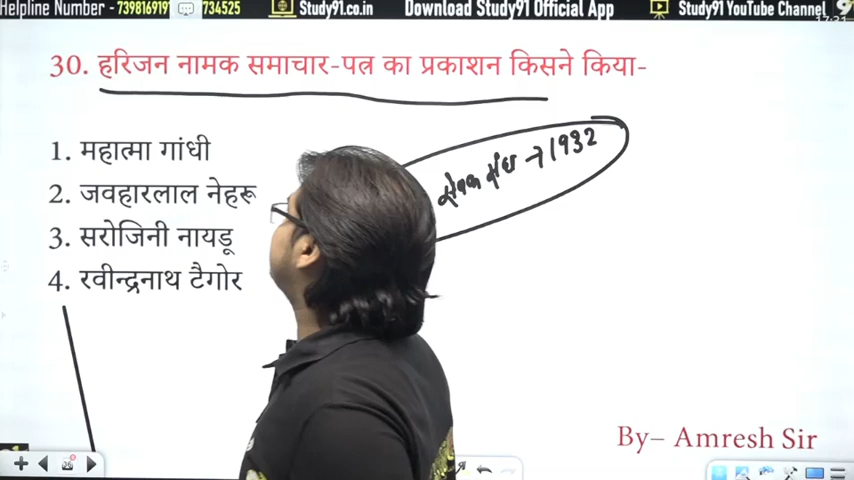 Helpline Number - 7398169197 734525 Study91.co.in Download Study91 Official App Study91 YouTube Channel
30. हरिजन नामक समाचार-पत्र का प्रकाशन किसने किया-
1. महात्मा गांधी
2. जवाहरलाल नेहरू
3. सरोजिनी नायडू
4. रवीन्द्रनाथ टैगोर
सेवक संघ → 1932
By- Amresh Sir